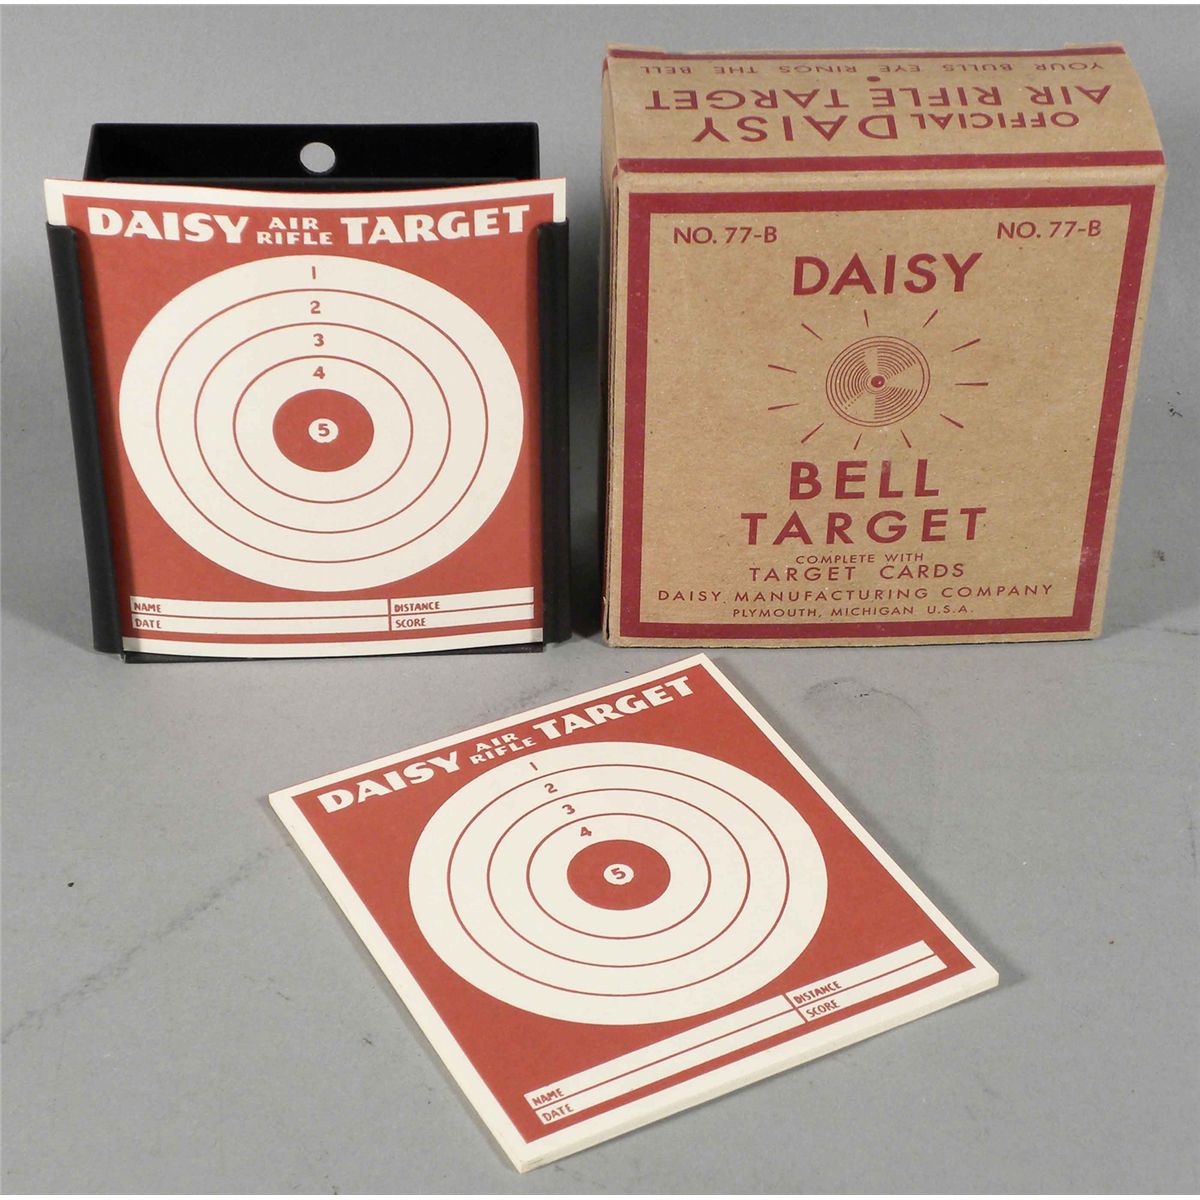 DAISY AIR RIFLE TARGET
1
2
3
4
5
NAME
DISTANCE
DATE
SCORE
YOUR BULLS EYE RINGS THE BELL
AIR RIFLE TARGET
OFFICIAL DAISY
NO. 77-B NO. 77-B
DAISY
BELL
TARGET
COMPLETE WITH
TARGET CARDS
DAISY MANUFACTURING COMPANY
PLYMOUTH, MICHIGAN U.S.A.
DAISY AIR RIFLE TARGET
1
2
3
4
5
NAME
DISTANCE
DATE
SCORE